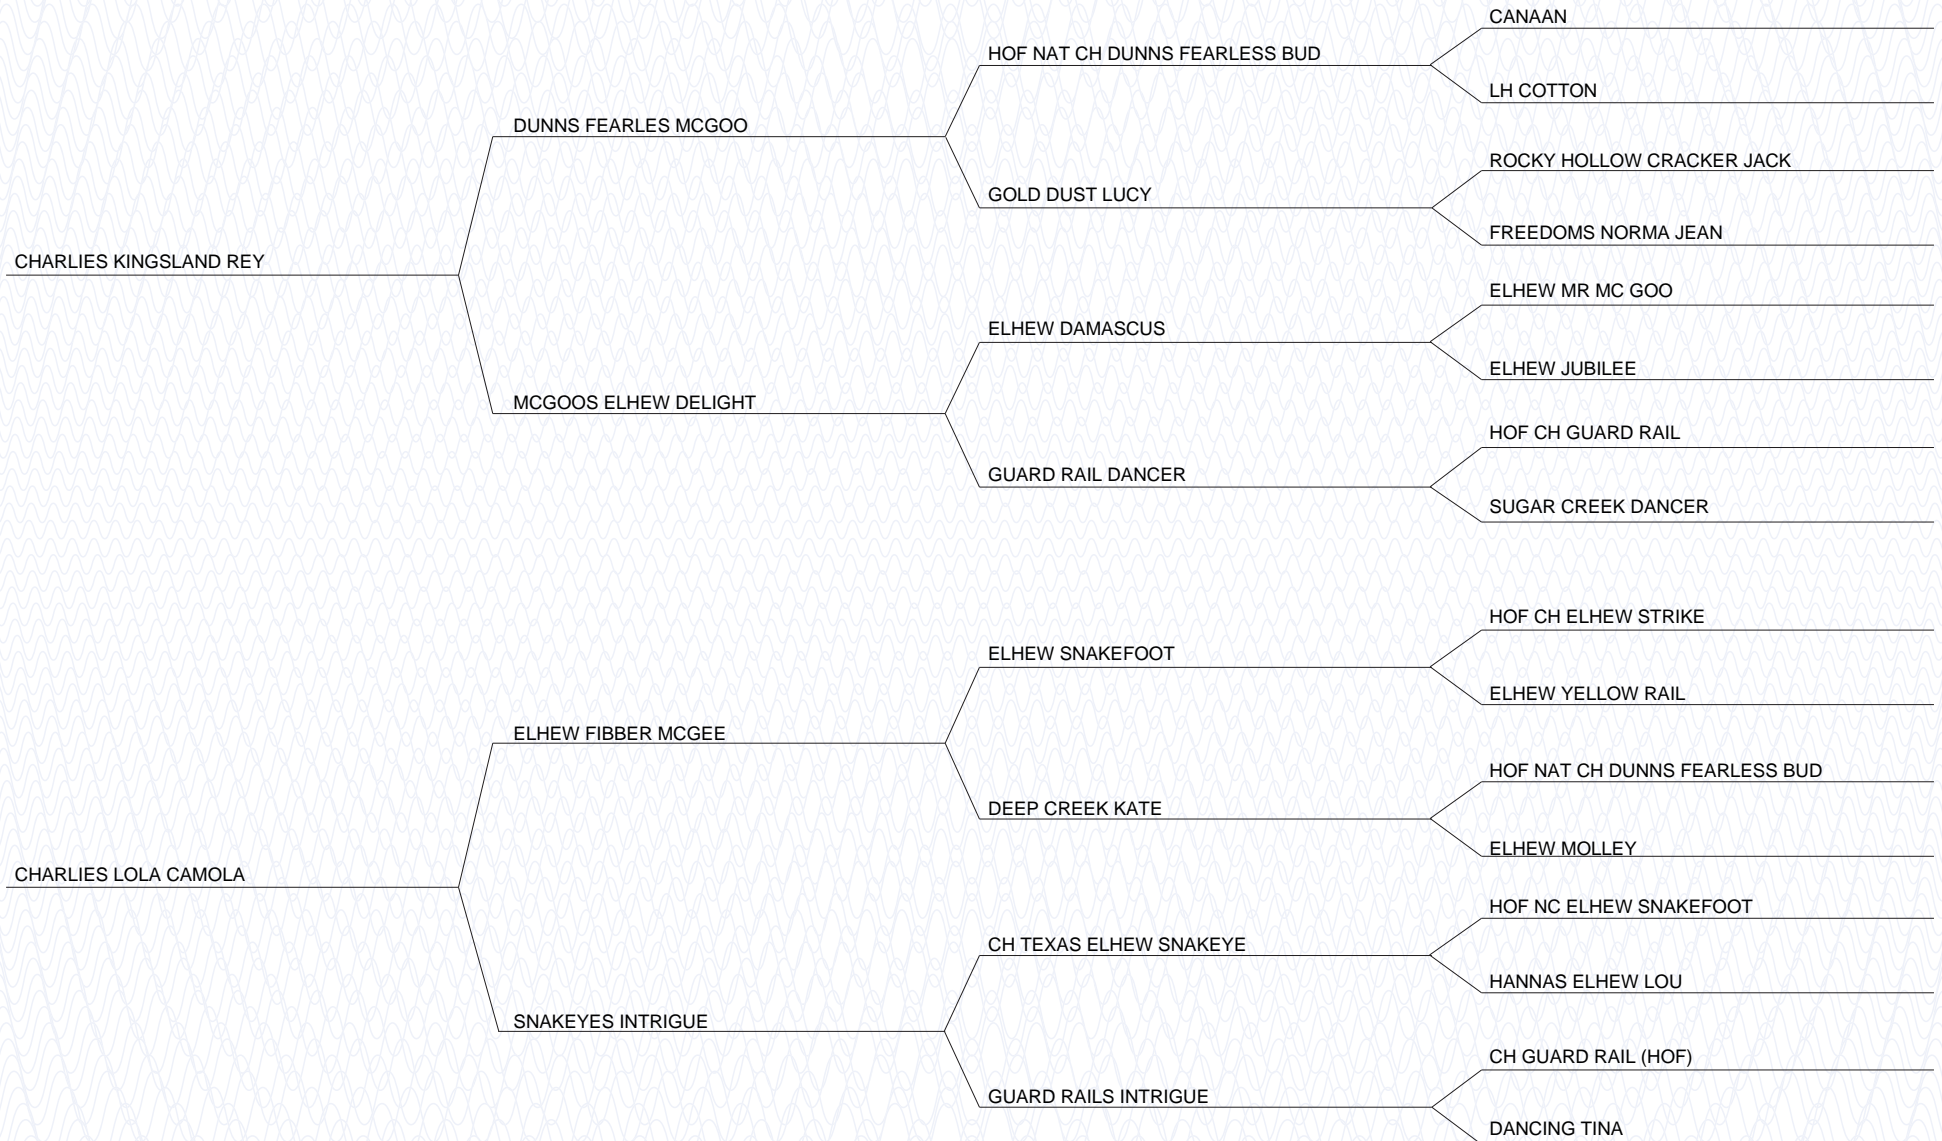 CANAAN
HOF NAT CH DUNNS FEARLESS BUD
LH COTTON
DUNNS FEARLES MCGOO
ROCKY HOLLOW CRACKER JACK
GOLD DUST LUCY
FREEDOMS NORMA JEAN
CHARLIES KINGSLAND REY
ELHEW MR MC GOO
ELHEW DAMASCUS
ELHEW JUBILEE
MCGOOS ELHEW DELIGHT
HOF CH GUARD RAIL
GUARD RAIL DANCER
SUGAR CREEK DANCER
HOF CH ELHEW STRIKE
ELHEW SNAKEFOOT
ELHEW YELLOW RAIL
ELHEW FIBBER MCGEE
HOF NAT CH DUNNS FEARLESS BUD
DEEP CREEK KATE
ELHEW MOLLEY
CHARLIES LOLA CAMOLA
HOF NC ELHEW SNAKEFOOT
CH TEXAS ELHEW SNAKEYE
HANNAS ELHEW LOU
SNAKEYES INTRIGUE
CH GUARD RAIL (HOF)
GUARD RAILS INTRIGUE
DANCING TINA